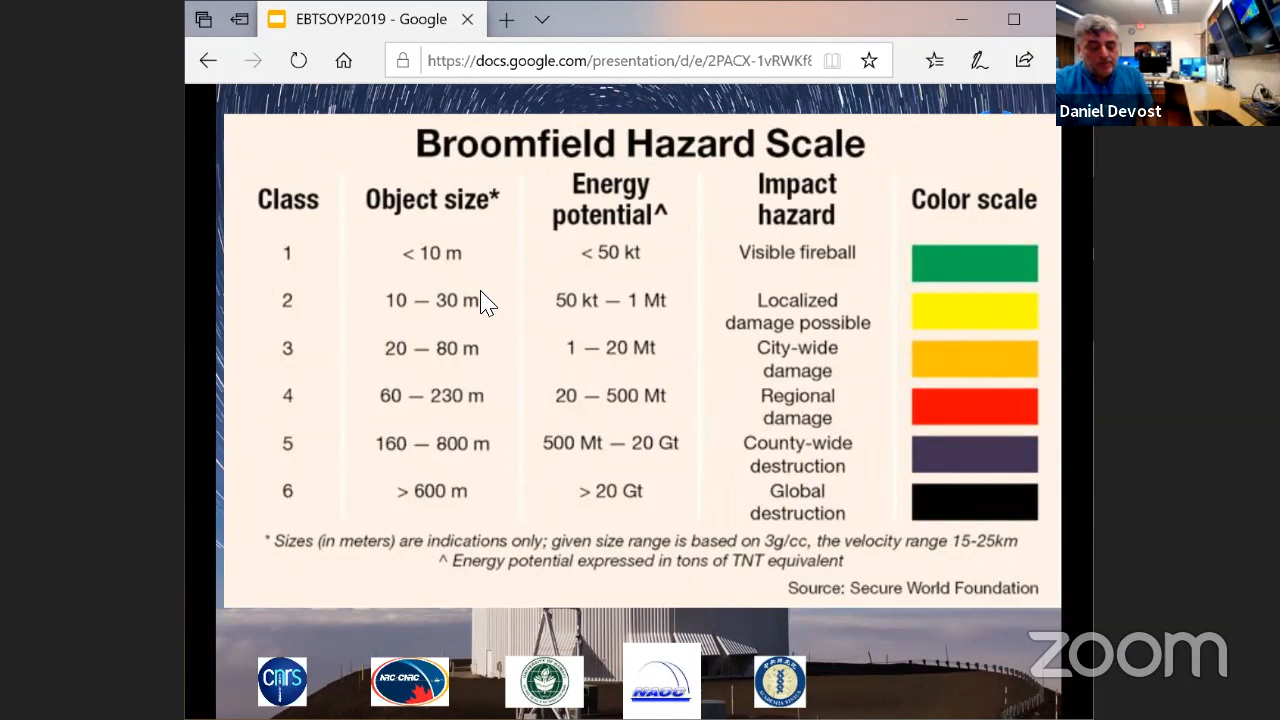 EBTSOYP2019 - Google
https://docs.google.com/presentation/d/e/2PACX-1vRWKf8
Daniel Devost
Broomfield Hazard Scale
Class Object size* Energy potential^ Impact hazard Color scale
1 < 10 m < 50 kt Visible fireball
2 10 — 30 m 50 kt — 1 Mt Localized damage possible
3 20 — 80 m 1 — 20 Mt City-wide damage
4 60 — 230 m 20 — 500 Mt Regional damage
5 160 — 800 m 500 Mt — 20 Gt County-wide destruction
6 > 600 m > 20 Gt Global destruction
* Sizes (in meters) are indications only; given size range is based on 3g/cc, the velocity range 15-25km
^ Energy potential expressed in tons of TNT equivalent
Source: Secure World Foundation
zoom
cnrs
NRC·CNRC
NAOC